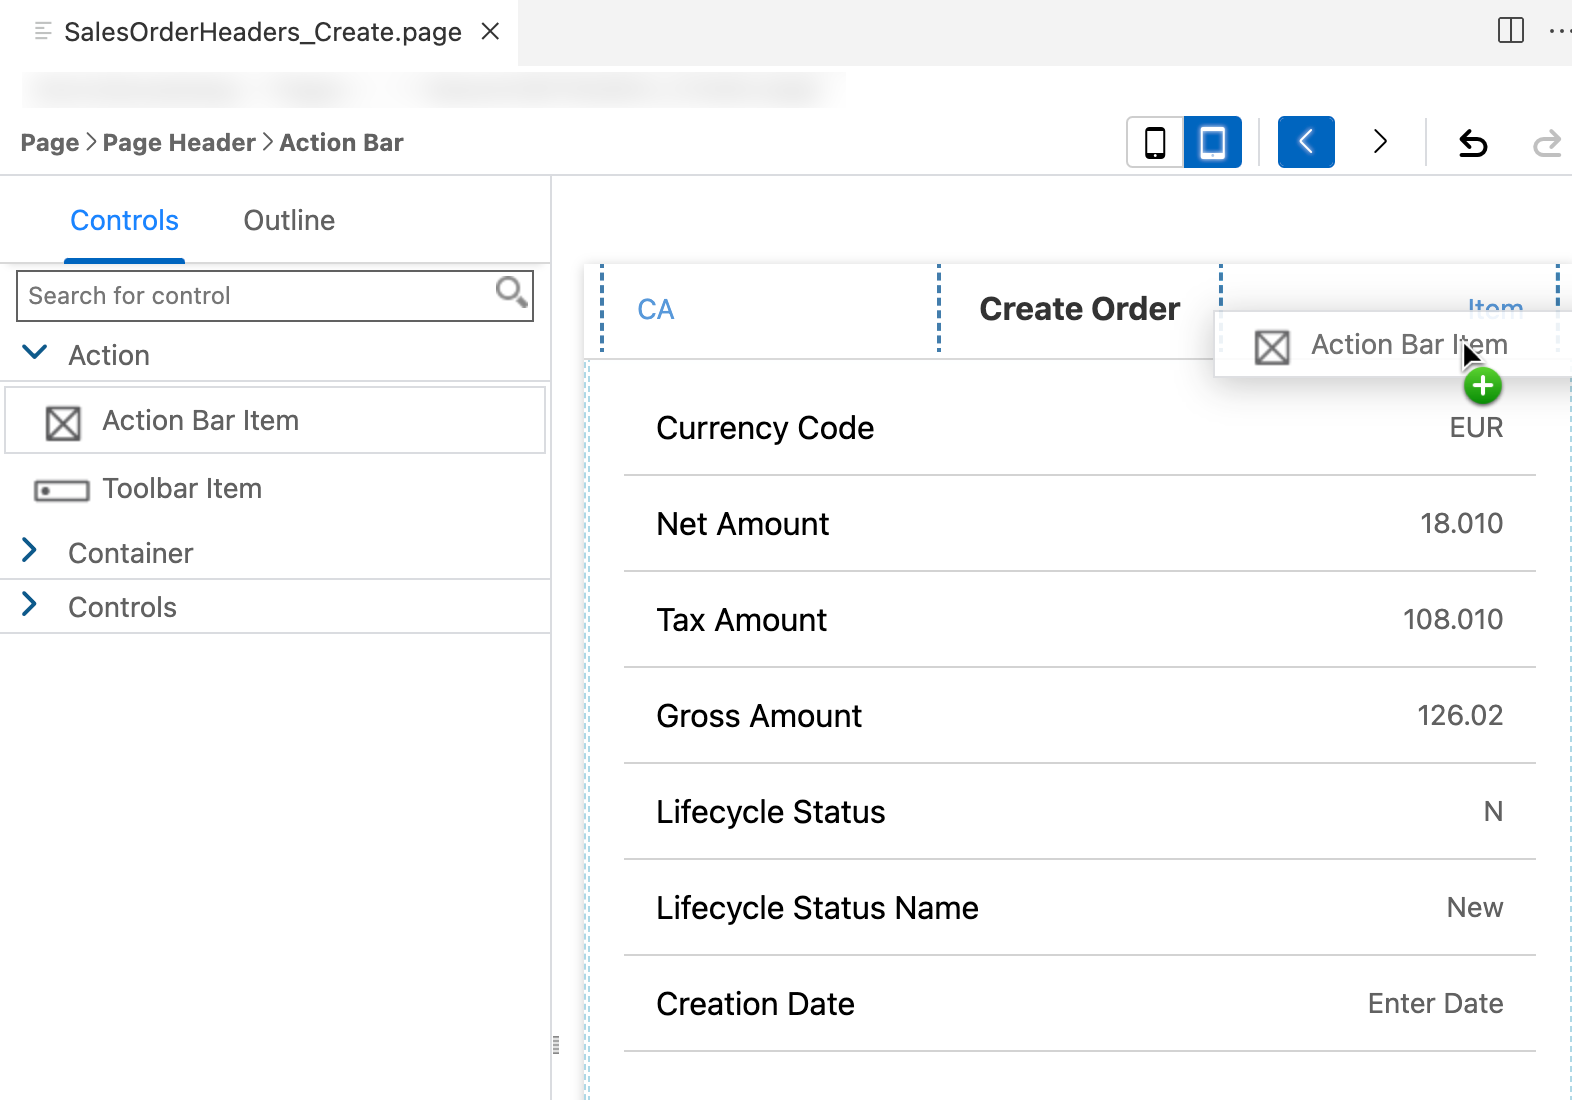 SalesOrderHeaders_Create.page
Page > Page Header > Action Bar
Controls Outline
Search for control
Action
Action Bar Item
Toolbar Item
Container
Controls
CA Create Order Item
Action Bar Item
Currency Code EUR
Net Amount 18.010
Tax Amount 108.010
Gross Amount 126.02
Lifecycle Status N
Lifecycle Status Name New
Creation Date Enter Date